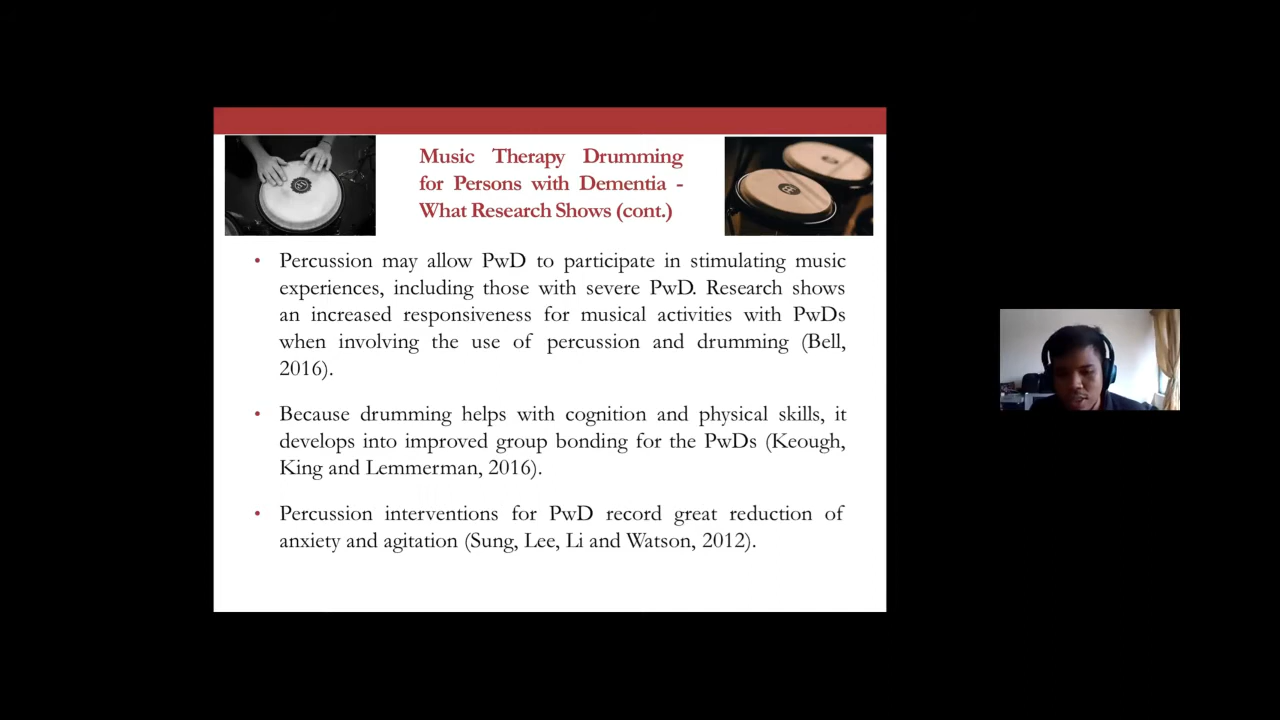 Music Therapy Drumming
for Persons with Dementia -
What Research Shows (cont.)
• Percussion may allow PwD to participate in stimulating music
experiences, including those with severe PwD. Research shows
an increased responsiveness for musical activities with PwDs
when involving the use of percussion and drumming (Bell,
2016).
• Because drumming helps with cognition and physical skills, it
develops into improved group bonding for the PwDs (Keough,
King and Lemmerman, 2016).
• Percussion interventions for PwD record great reduction of
anxiety and agitation (Sung, Lee, Li and Watson, 2012).